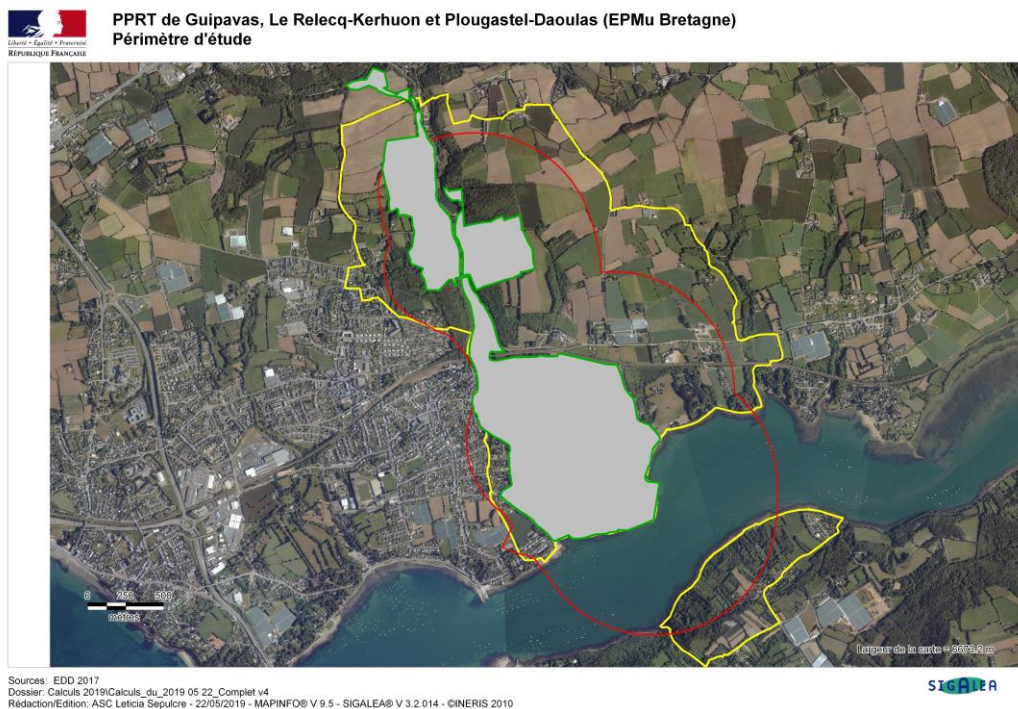 PPRT de Guipavas, Le Relecq-Kerhuon et Plougastel-Daoulas (EPMu Bretagne)
Périmètre d'étude
Liberté • Égalité • Fraternité
RÉPUBLIQUE FRANÇAISE
0 250 500
mètres
Largeur de la carte = 6673.2 m
Sources: EDD 2017
Dossier: Calculs 2019\Calculs_du_2019 05 22_Complet v4
Rédaction/Edition: ASC Leticia Sepulcre - 22/05/2019 - MAPINFO® V 9.5 - SIGALEA® V 3.2.014 - ©INERIS 2010
SIGALEA